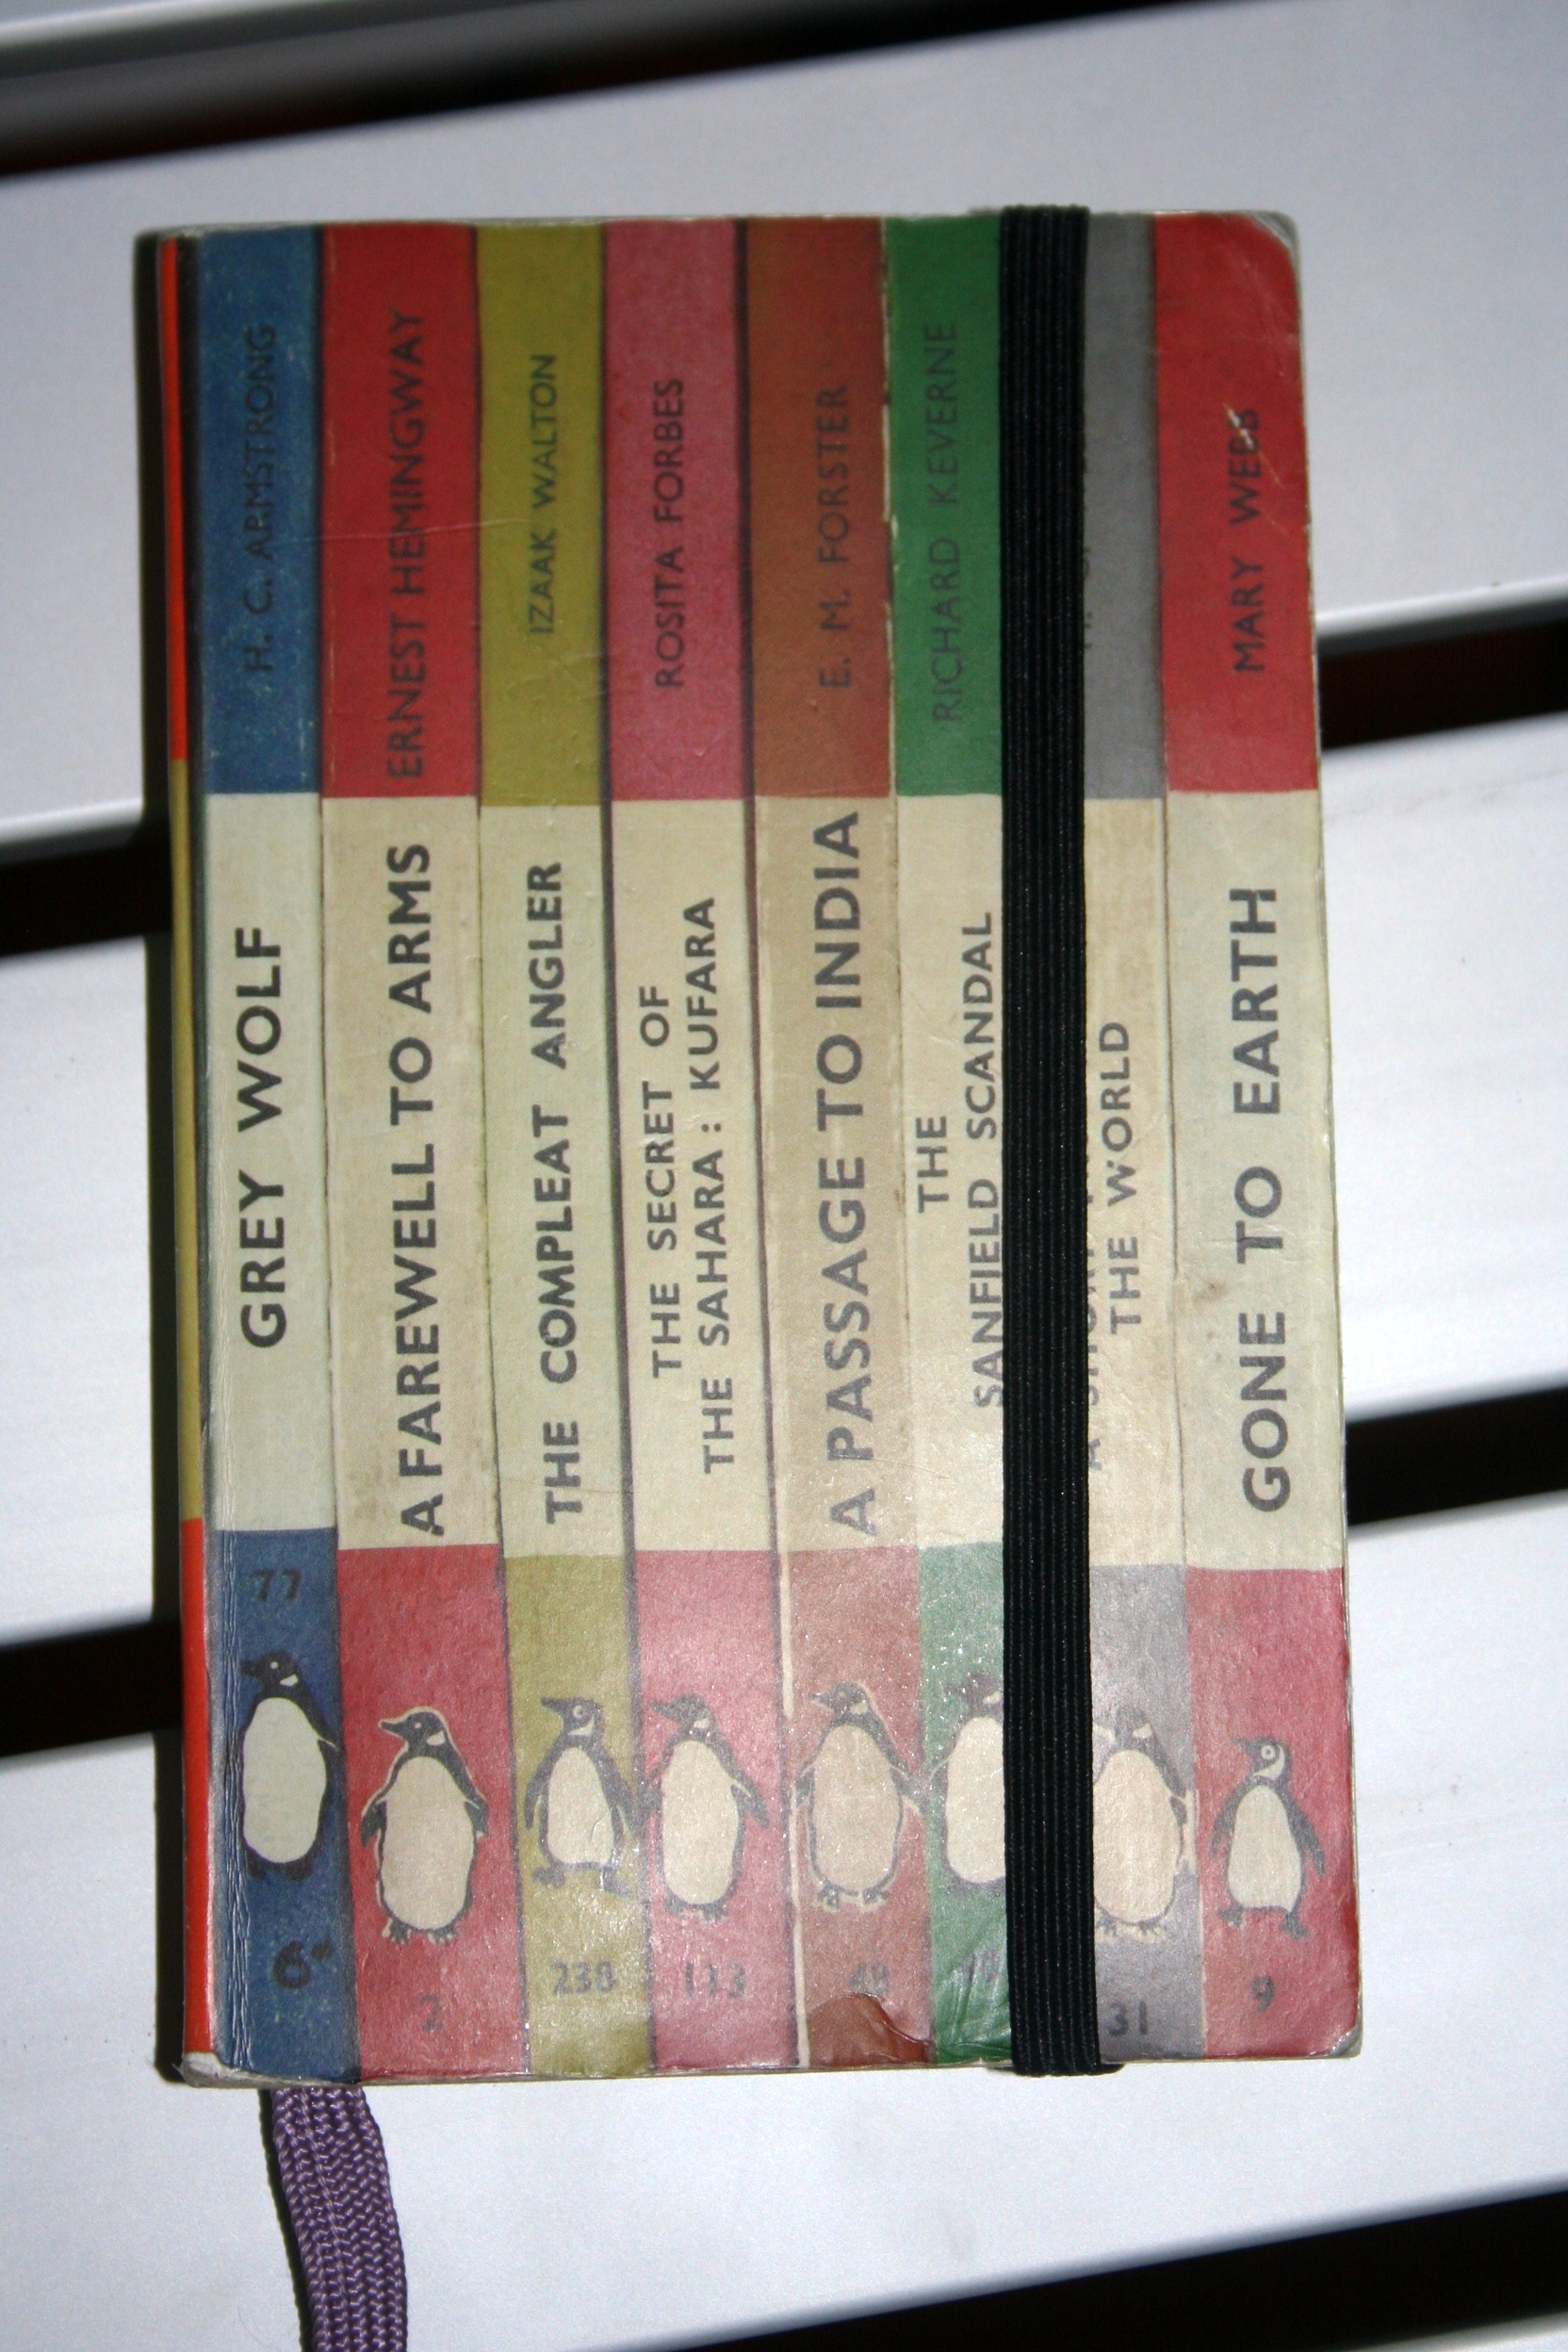 H. C. ARMSTRONG
GREY WOLF
77
6ᴰ
ERNEST HEMINGWAY
A FAREWELL TO ARMS
2
IZAAK WALTON
THE COMPLEAT ANGLER
238
ROSITA FORBES
THE SECRET OF
THE SAHARA : KUFARA
113
E. M. FORSTER
A PASSAGE TO INDIA
48
RICHARD KEVERNE
THE
SANFIELD SCANDAL
THE WORLD
31
MARY WEBB
GONE TO EARTH
9